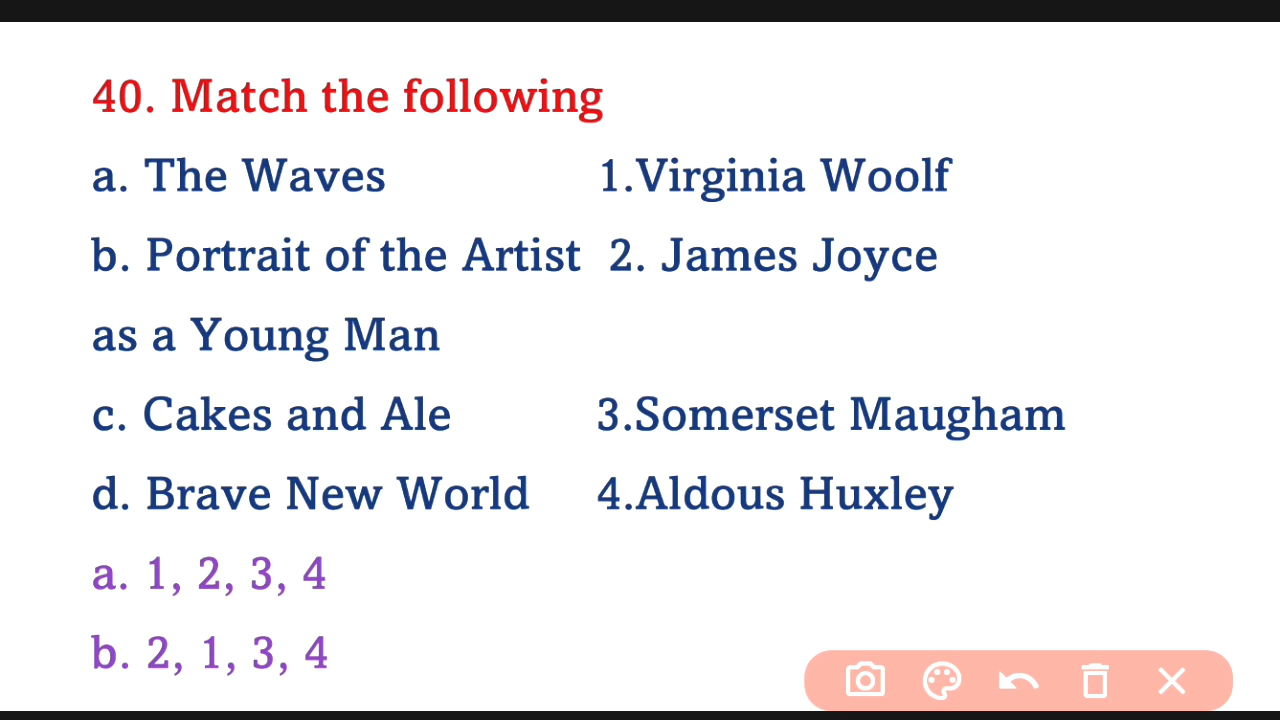 40. Match the following
a. The Waves 1.Virginia Woolf
b. Portrait of the Artist 2. James Joyce
as a Young Man
c. Cakes and Ale 3.Somerset Maugham
d. Brave New World 4.Aldous Huxley
a. 1, 2, 3, 4
b. 2, 1, 3, 4